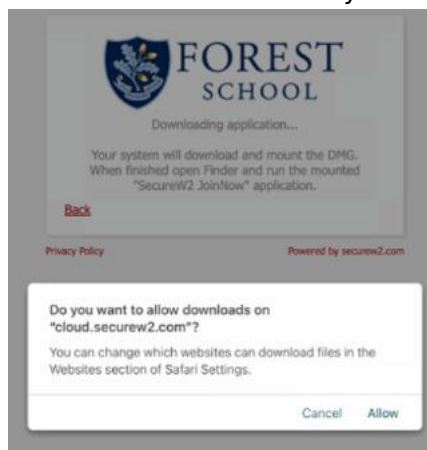 FOREST
SCHOOL
Downloading application...
Your system will download and mount the DMG.
When finished open Finder and run the mounted
"SecureW2 JoinNow" application.
Back
Privacy Policy Powered by securew2.com
Do you want to allow downloads on
"cloud.securew2.com"?
You can change which websites can download files in the
Websites section of Safari Settings.
Cancel Allow